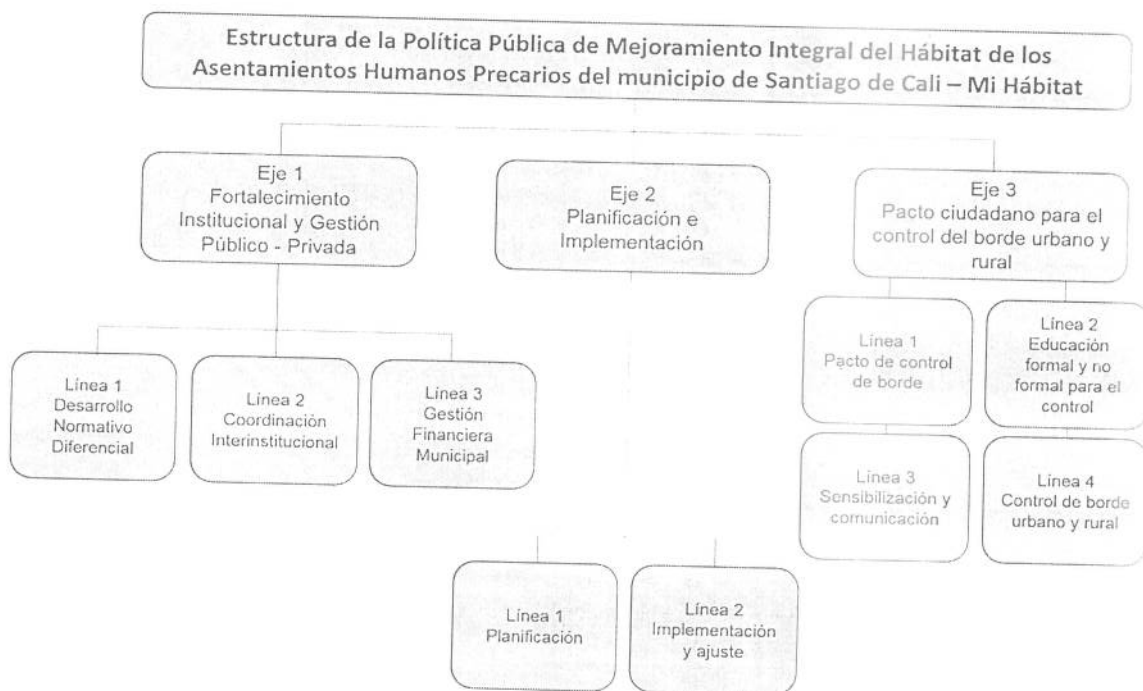 Estructura de la Política Pública de Mejoramiento Integral del Hábitat de los
Asentamientos Humanos Precarios del municipio de Santiago de Cali – Mi Hábitat
Eje 1
Fortalecimiento
Institucional y Gestión
Público - Privada
Eje 2
Planificación e
Implementación
Eje 3
Pacto ciudadano para el
control del borde urbano y
rural
Línea 1
Desarrollo
Normativo
Diferencial
Línea 2
Coordinación
Interinstitucional
Línea 3
Gestión
Financiera
Municipal
Línea 1
Pacto de control
de borde
Línea 2
Educación
formal y no
formal para el
control
Línea 3
Sensibilización y
comunicación
Línea 4
Control de borde
urbano y rural
Línea 1
Planificación
Línea 2
Implementación
y ajuste